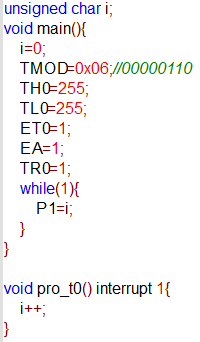 unsigned char i;
void main(){
i=0;
TMOD=0x06;//00000110
TH0=255;
TL0=255;
ET0=1;
EA=1;
TR0=1;
while(1){
P1=i;
}
}
void pro_t0() interrupt 1{
i++;
}